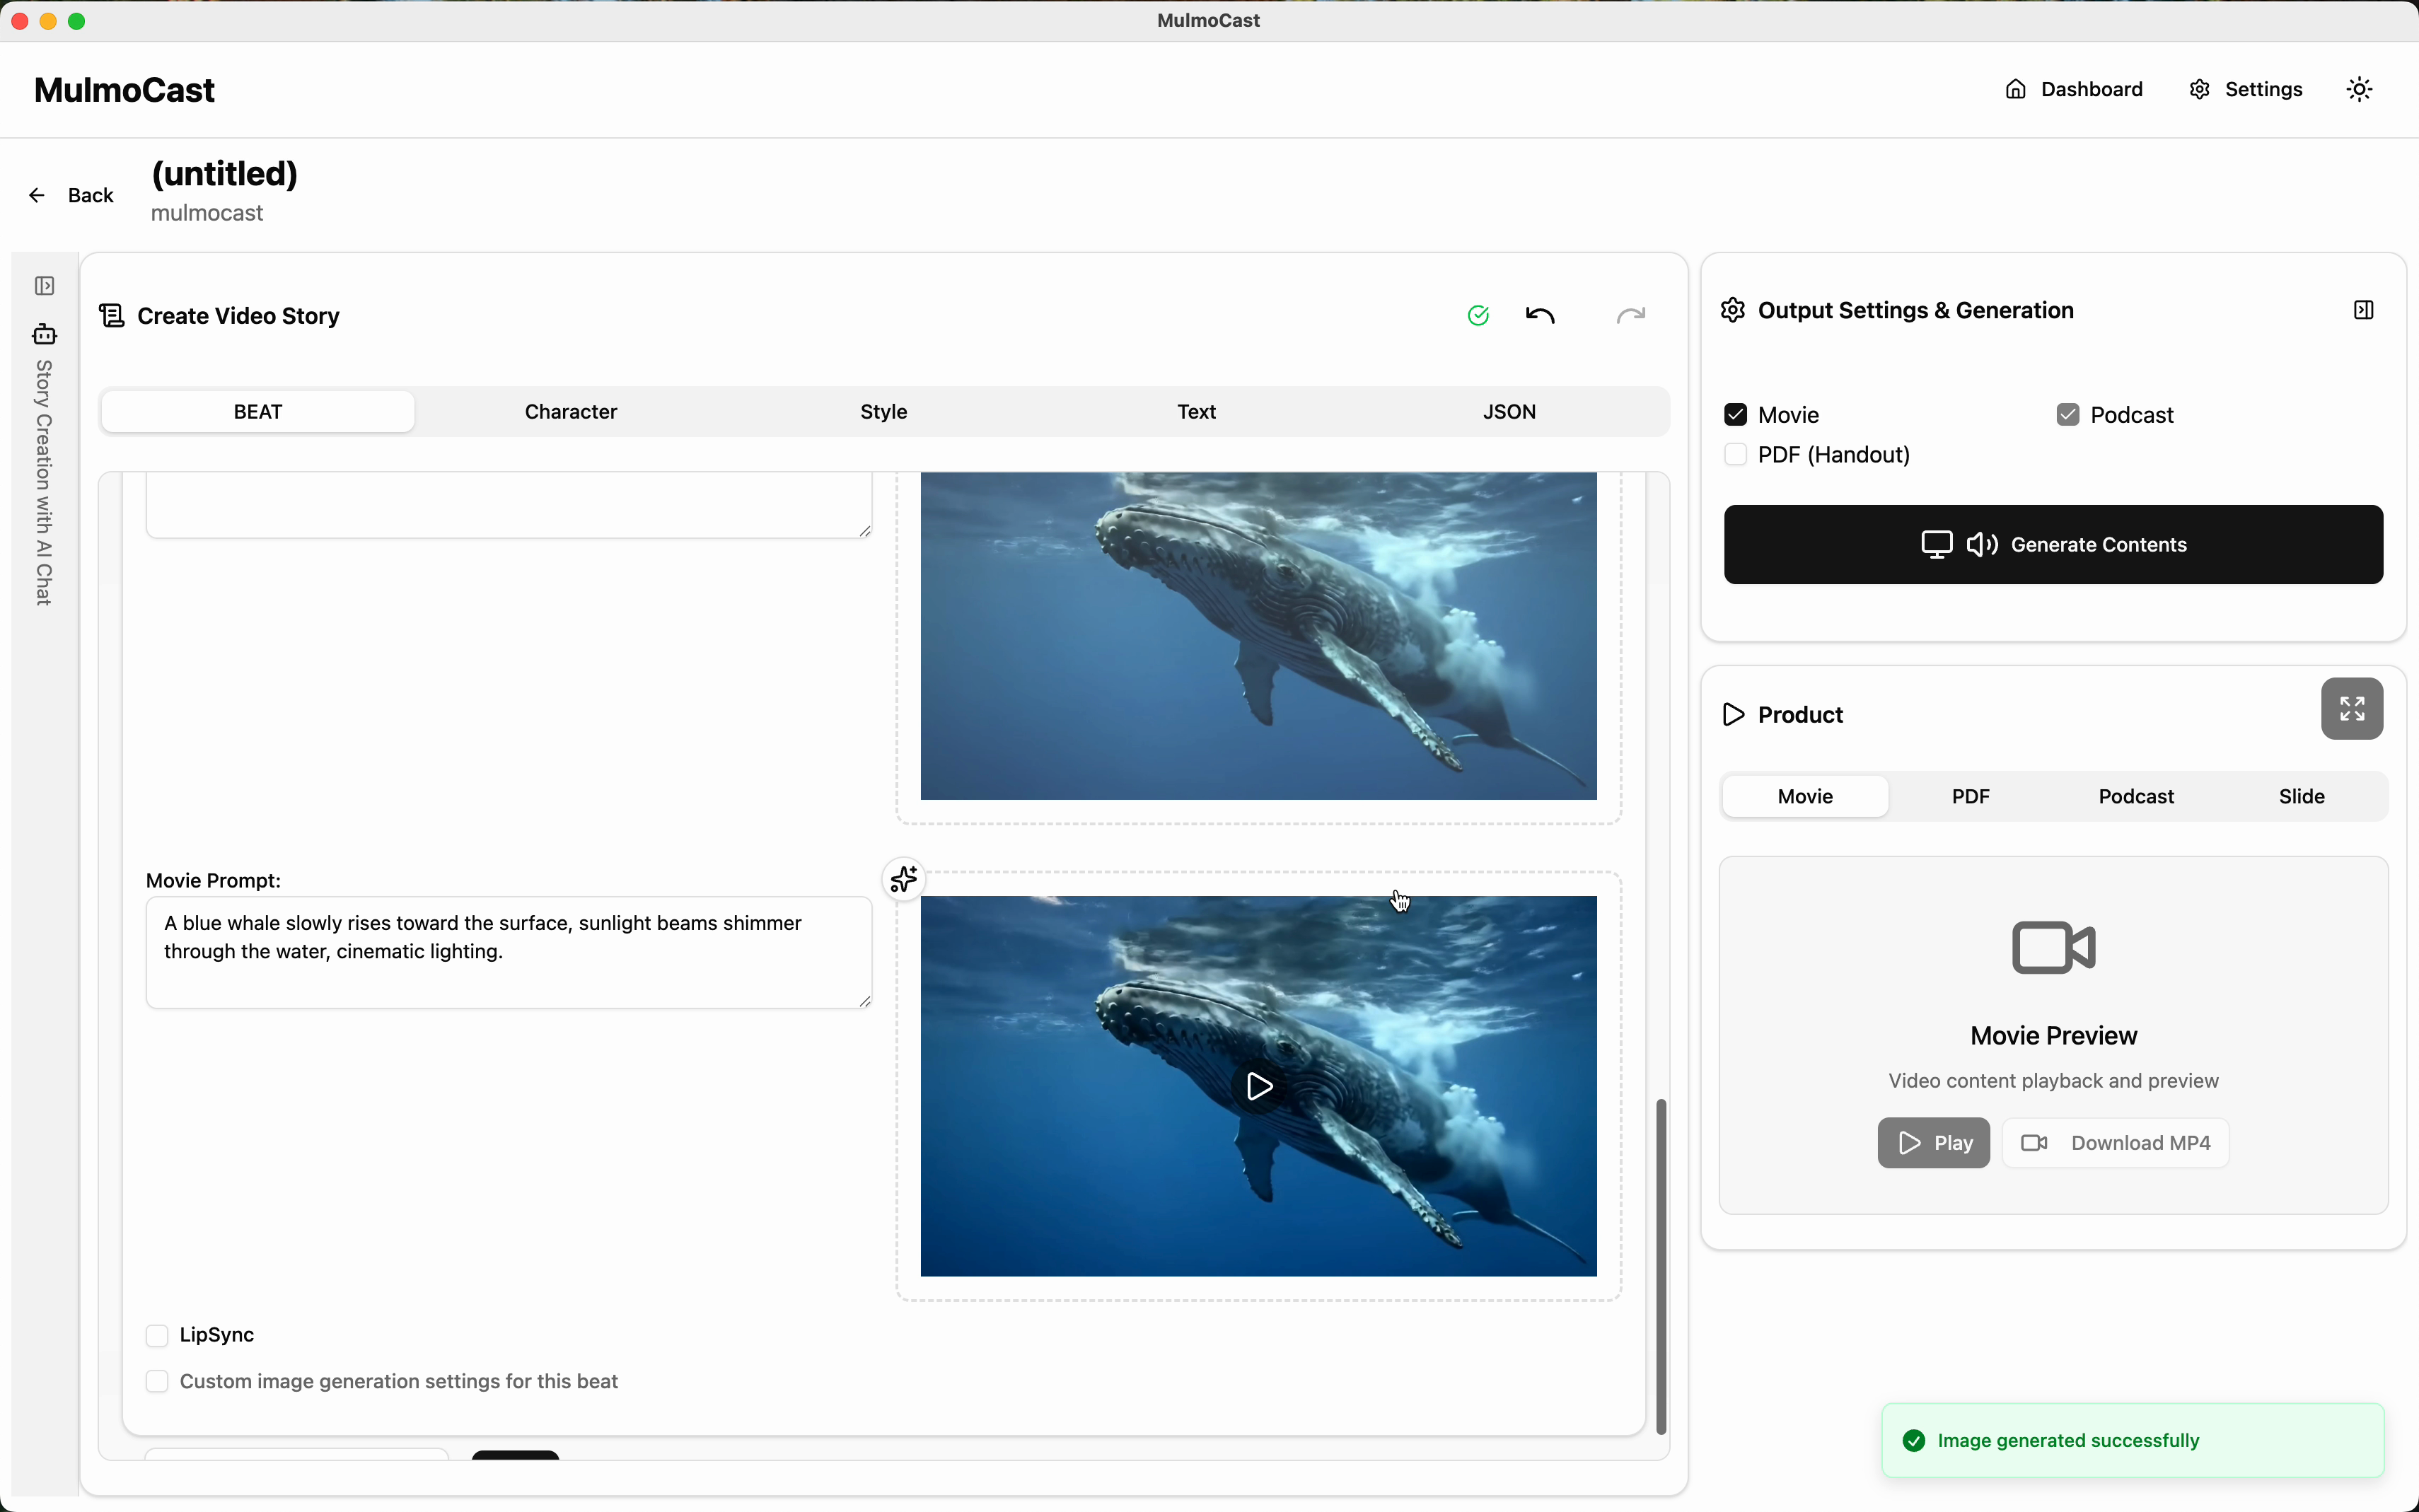 MulmoCast
MulmoCast
Dashboard
Settings
Back
(untitled)
mulmocast
Story Creation with AI Chat
Create Video Story
BEAT
Character
Style
Text
JSON
Movie Prompt:
A blue whale slowly rises toward the surface, sunlight beams shimmer
through the water, cinematic lighting.
LipSync
Custom image generation settings for this beat
Output Settings & Generation
Movie
Podcast
PDF (Handout)
Generate Contents
Product
Movie
PDF
Podcast
Slide
Movie Preview
Video content playback and preview
Play
Download MP4
Image generated successfully